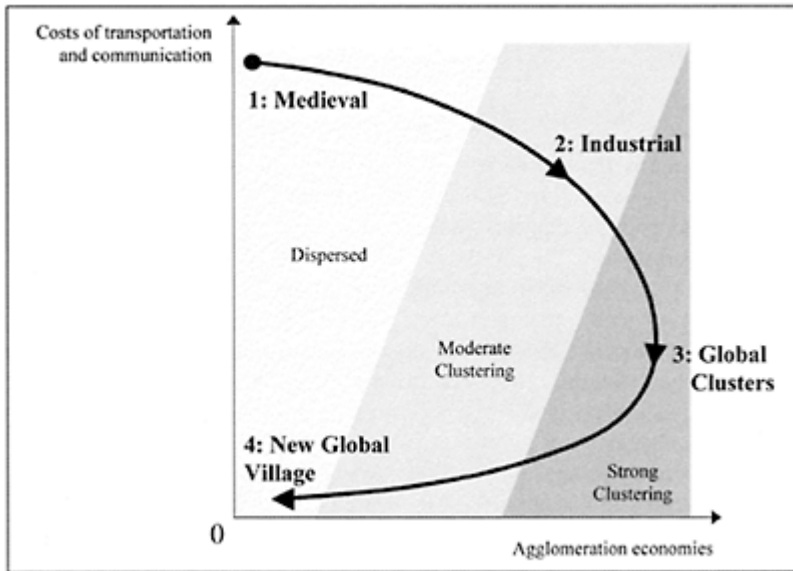 Costs of transportation
and communication
1: Medieval
2: Industrial
Dispersed
Moderate
Clustering
3: Global
Clusters
4: New Global
Village
Strong
Clustering
0
Agglomeration economies